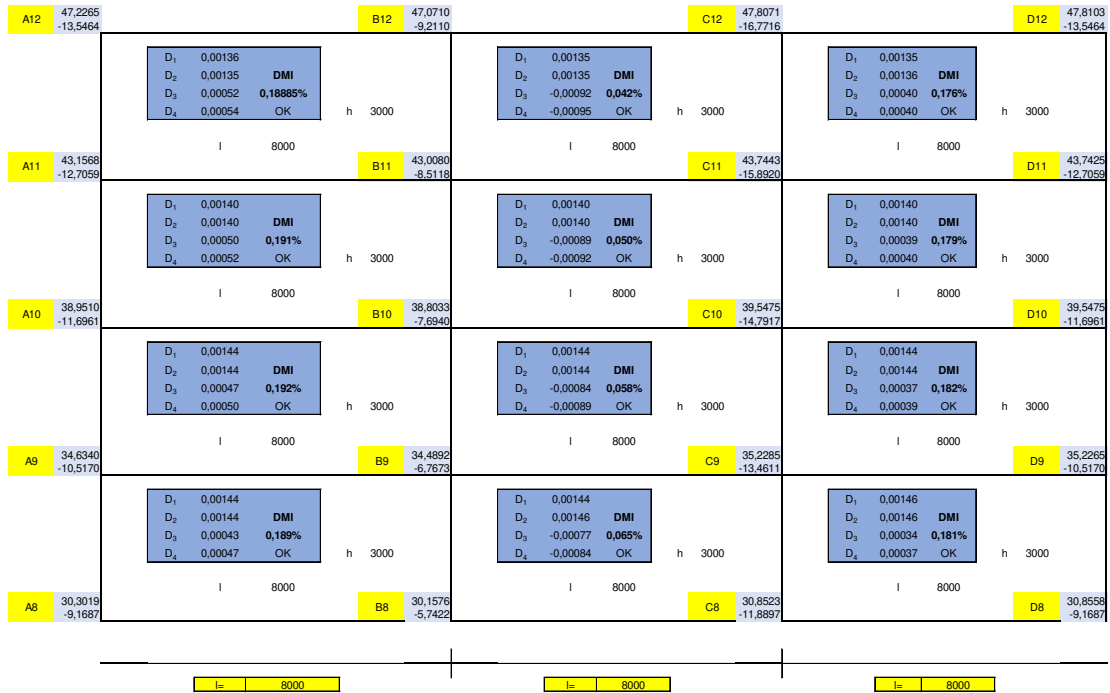 A12 47,2265 B12 47,0710 C12 47,8071 D12 47,8103
-13,5464 -9,2110 -16,7716 -13,5464
D₁ 0,00136 D₁ 0,00135 D₁ 0,00135
D₂ 0,00135 DMI D₂ 0,00135 DMI D₂ 0,00136 DMI
D₃ 0,00052 0,18885% D₃ -0,00092 0,042% D₃ 0,00040 0,176%
D₄ 0,00054 OK h 3000 D₄ -0,00095 OK h 3000 D₄ 0,00040 OK h 3000
l 8000 l 8000 l 8000
A11 43,1568 B11 43,0080 C11 43,7443 D11 43,7425
-12,7059 -8,5118 -15,8920 -12,7059
D₁ 0,00140 D₁ 0,00140 D₁ 0,00140
D₂ 0,00140 DMI D₂ 0,00140 DMI D₂ 0,00140 DMI
D₃ 0,00050 0,191% D₃ -0,00089 0,050% D₃ 0,00039 0,179%
D₄ 0,00052 OK h 3000 D₄ -0,00092 OK h 3000 D₄ 0,00040 OK h 3000
l 8000 l 8000 l 8000
A10 38,9510 B10 38,8033 C10 39,5475 D10 39,5475
-11,6961 -7,6940 -14,7917 -11,6961
D₁ 0,00144 D₁ 0,00144 D₁ 0,00144
D₂ 0,00144 DMI D₂ 0,00144 DMI D₂ 0,00144 DMI
D₃ 0,00047 0,192% D₃ -0,00084 0,058% D₃ 0,00037 0,182%
D₄ 0,00050 OK h 3000 D₄ -0,00089 OK h 3000 D₄ 0,00039 OK h 3000
l 8000 l 8000 l 8000
A9 34,6340 B9 34,4892 C9 35,2285 D9 35,2265
-10,5170 -6,7673 -13,4611 -10,5170
D₁ 0,00144 D₁ 0,00144 D₁ 0,00146
D₂ 0,00144 DMI D₂ 0,00146 DMI D₂ 0,00146 DMI
D₃ 0,00043 0,189% D₃ -0,00077 0,065% D₃ 0,00034 0,181%
D₄ 0,00047 OK h 3000 D₄ -0,00084 OK h 3000 D₄ 0,00037 OK h 3000
l 8000 l 8000 l 8000
A8 30,3019 B8 30,1576 C8 30,8523 D8 30,8558
-9,1687 -5,7422 -11,8897 -9,1687
l= 8000 l= 8000 l= 8000